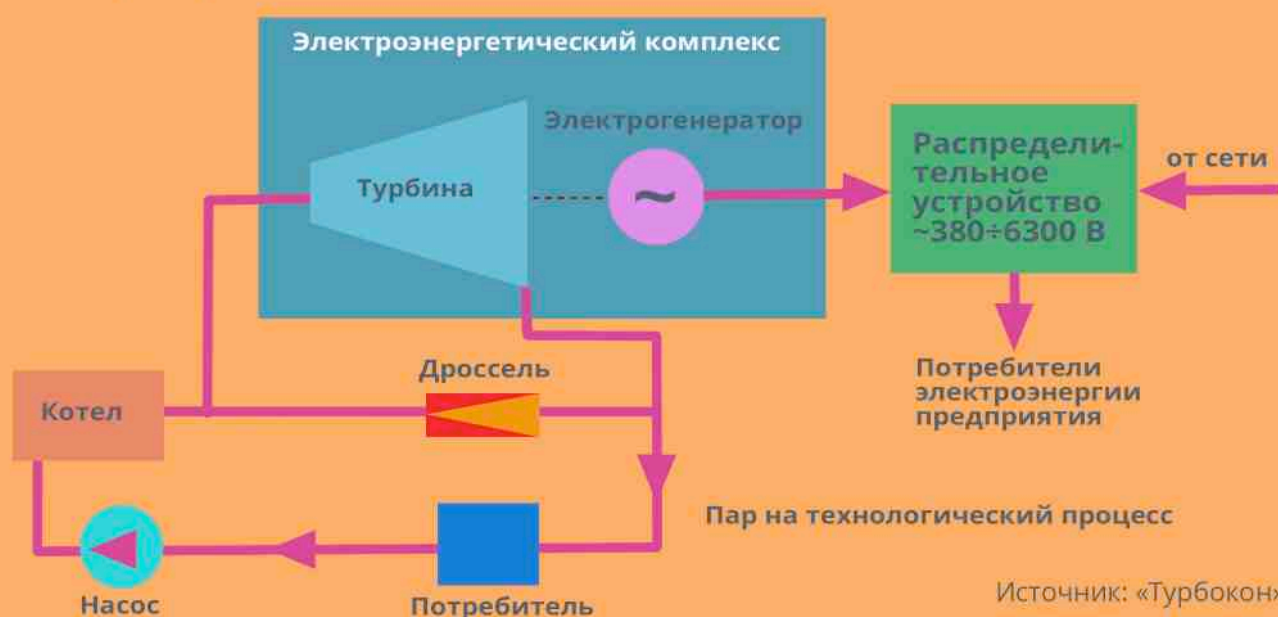 Электроэнергетический комплекс
Электрогенератор
Турбина
~
Распредели-
тельное
устройство
~380÷6300 В
от сети
Дроссель
Котел
Потребители
электроэнергии
предприятия
Пар на технологический процесс
Насос
Потребитель
Источник: «Турбокон»